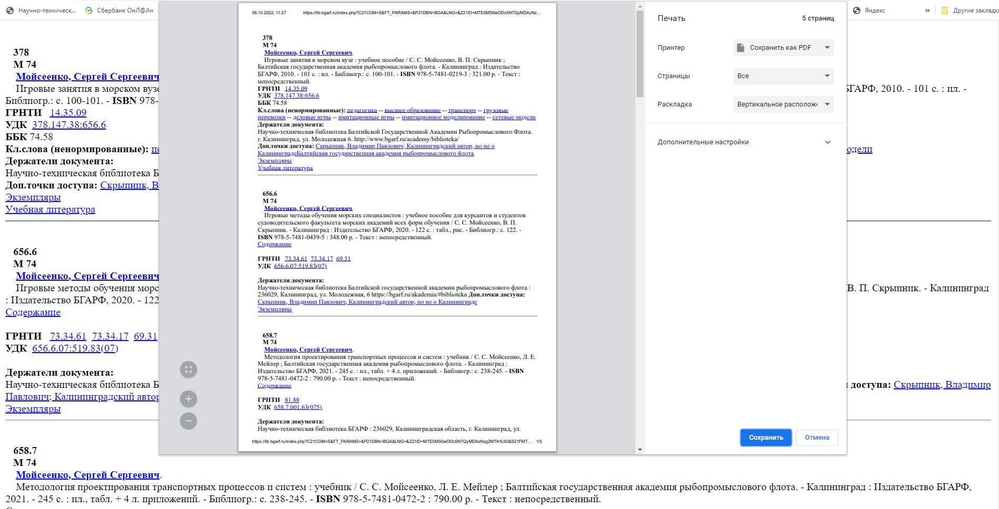 Научно-техническ...
Сбербанк ОнЛ@йн
Яндекс
»
Другие закладки
378
М 74
Мойсеенко, Сергей Сергеевич
Игровые занятия в морском вузе
БГАРФ, 2010. - 101 с. : ил. -
Библиогр.: с. 100-101. - ISBN 978-
ГРНТИ 14.35.09
УДК 378.147.38:656.6
ББК 74.58
Кл.слова (ненормированные):
Держатели документа:
Научно-техническая библиотека Б
Доп.точки доступа: Скрыпник, В
Экземпляры
Учебная литература
656.6
М 74
Мойсеенко, Сергей Сергеевич
Игровые методы обучения морс
В. П. Скрыпник. - Калининград
: Издательство БГАРФ, 2020. - 122
Содержание
ГРНТИ 73.34.61 73.34.17 69.31
УДК 656.6.07:519.83(07)
Держатели документа:
Научно-техническая библиотека Б
доступа: Скрыпник, Владимир
Павлович; Калининградский автор
Экземпляры
658.7
М 74
Мойсеенко, Сергей Сергеевич.
Методология проектирования транспортных процессов и систем : учебник / С. С. Мойсеенко, Л. Е. Мейлер ; Балтийская государственная академия рыбопромыслового флота. - Калининград : Издательство БГАРФ,
2021. - 245 с. : ил., табл. + 4 л. приложений. - Библиогр.: с. 238-245. - ISBN 978-5-7481-0472-2 : 790.00 р. - Текст : непосредственный.
06.10.2022, 11:27
https://lib.bgarf.ru/index.php?C21COM=S&FT_PARAMS=&P21DBN=BGA&LNG=&Z21ID=MTE0MS0wODc5NTQyMDAzNz...
378
М 74
Мойсеенко, Сергей Сергеевич.
Игровые занятия в морском вузе : учебное пособие / С. С. Мойсеенко, В. П. Скрыпник ;
Балтийская государственная академия рыбопромыслового флота. - Калининград : Издательство
БГАРФ, 2010. - 101 с. : ил. - Библиогр.: с. 100-101. - ISBN 978-5-7481-0219-3 : 321.00 р. - Текст :
непосредственный.
ГРНТИ 14.35.09
УДК 378.147.38:656.6
ББК 74.58
Кл.слова (ненормированные): педагогика -- высшее образование -- транспорт -- грузовые
перевозки -- деловые игры -- имитационные игры -- имитационное моделирование -- сетевые модели
Держатели документа:
Научно-техническая библиотека Балтийской Государственной Академии Рыбопромыслового Флота.
г. Калининград, ул. Молодежная 6. http://www.bgarf.ru/academy/biblioteka/
Доп.точки доступа: Скрыпник, Владимир Павлович; Калининградский автор, но не о
КалининградеБалтийская государственная академия рыбопромыслового флота
Экземпляры
Учебная литература
656.6
М 74
Мойсеенко, Сергей Сергеевич.
Игровые методы обучения морских специалистов : учебное пособие для курсантов и студентов
судоводительского факультета морских академий всех форм обучения / С. С. Мойсеенко, В. П.
Скрыпник. - Калининград : Издательство БГАРФ, 2020. - 122 с. : табл., рис. - Библиогр.: с. 122. -
ISBN 978-5-7481-0439-5 : 348.00 р. - Текст : непосредственный.
Содержание
ГРНТИ 73.34.61 73.34.17 69.31
УДК 656.6.07:519.83(07)
Держатели документа:
Научно-техническая библиотека Балтийской государственной академии рыбопромыслового флота :
236029, Калининград, ул. Молодежная, 6 https://bgarf.ru/akademia/#biblioteka Доп.точки доступа:
Скрыпник, Владимир Павлович; Калининградский автор, но не о Калининграде
Экземпляры
658.7
М 74
Мойсеенко, Сергей Сергеевич.
Методология проектирования транспортных процессов и систем : учебник / С. С. Мойсеенко, Л. Е.
Мейлер ; Балтийская государственная академия рыбопромыслового флота. - Калининград :
Издательство БГАРФ, 2021. - 245 с. : ил., табл. + 4 л. приложений. - Библиогр.: с. 238-245. - ISBN
978-5-7481-0472-2 : 790.00 р. - Текст : непосредственный.
Содержание
ГРНТИ 81.88
УДК 658.7.001.63(075)
Держатели документа:
Научно-техническая библиотека БГАРФ : 236029, Калининградская область, г. Калининград, ул.
https://lib.bgarf.ru/index.php?C21COM=S&FT_PARAMS=&P21DBN=BGA&LNG=&Z21ID=MTE0MS0wODc5NTQyMDAzNzg2MTA%3D&S21FMT... 1/5
Печать
5 страниц
Принтер
Сохранить как PDF
Страницы
Все
Раскладка
Вертикальное располож
Дополнительные настройки
Сохранить
Отмена